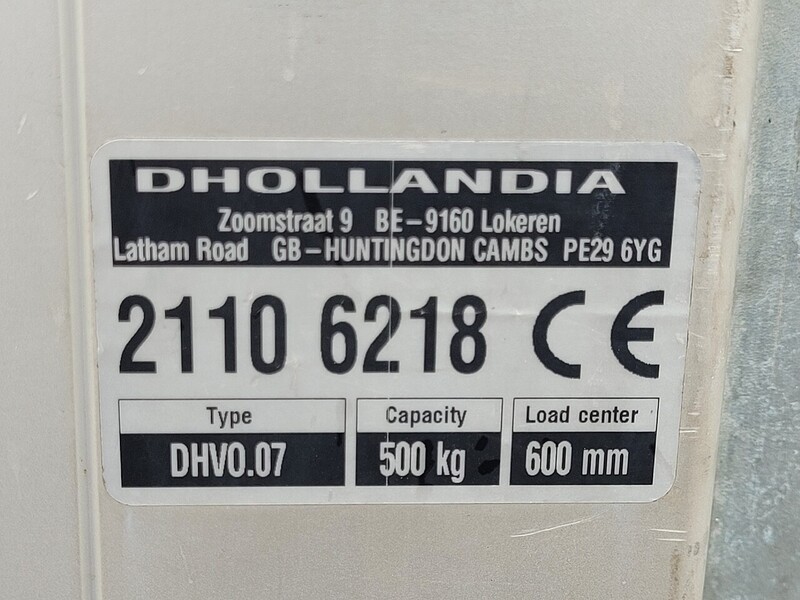 DHOLLANDIA
Zoomstraat 9 BE-9160 Lokeren
Latham Road GB-HUNTINGDON CAMBS PE29 6YG
2110 6218 CE
Type Capacity Load center
DHVO.07 500 kg 600 mm